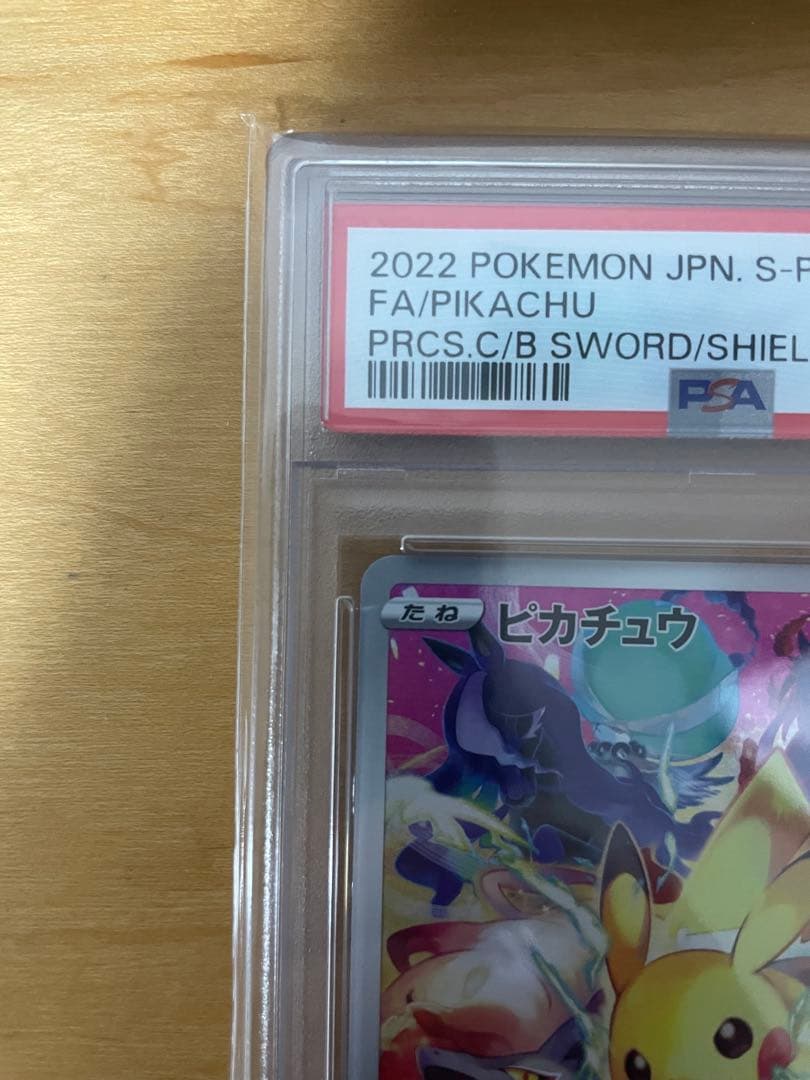 2022 POKEMON JPN. S-P
FA/PIKACHU
PRCS.C/B SWORD/SHIEL
PSA
たね ピカチュウ